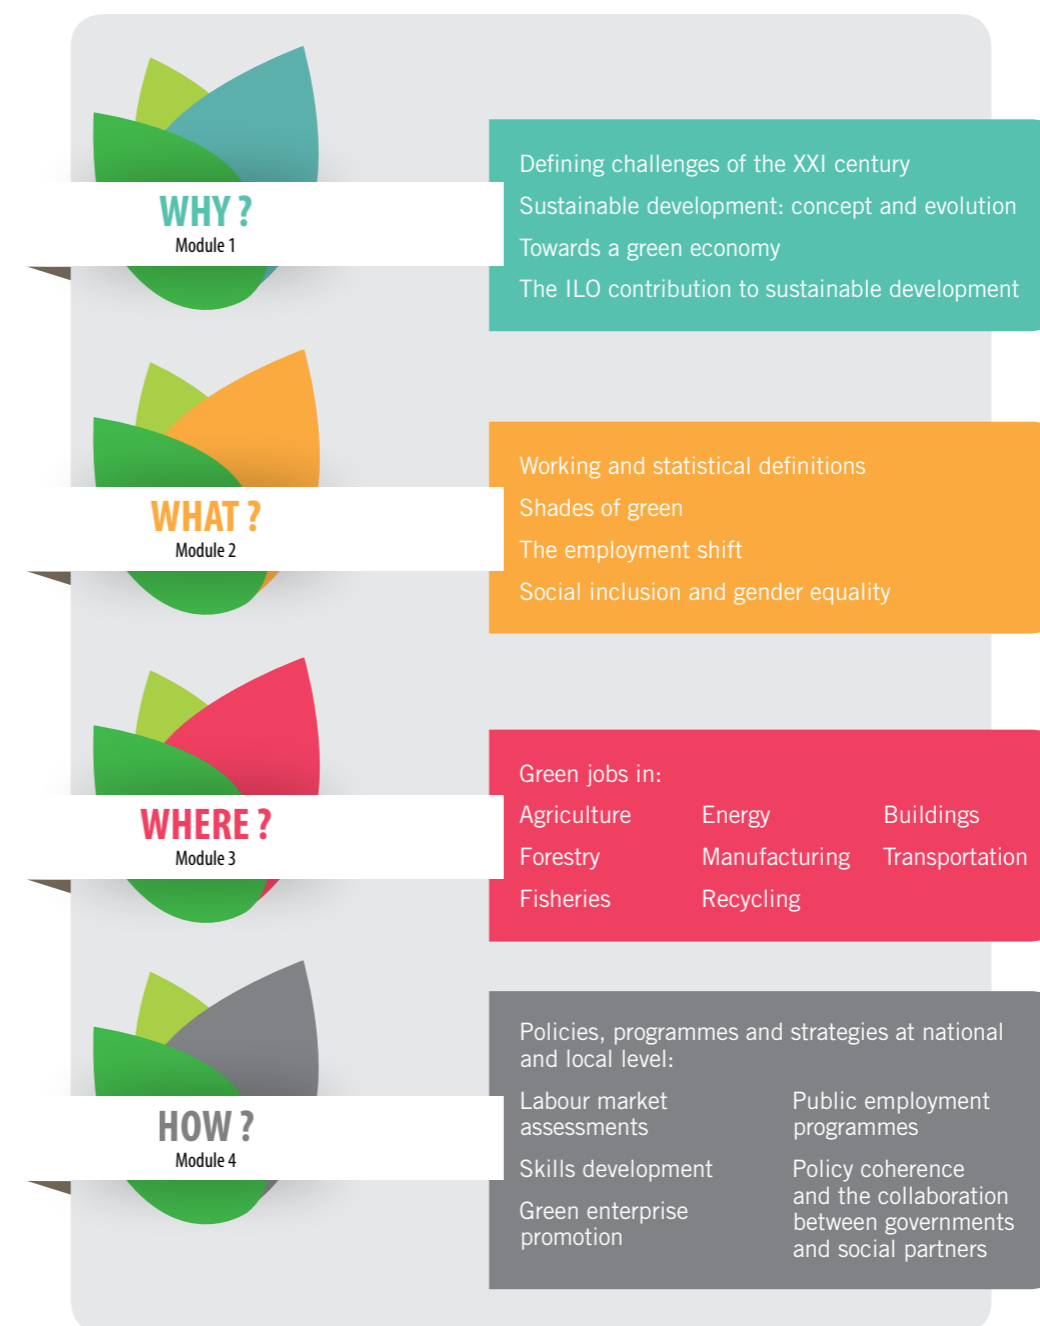 WHY ?
Module 1
Defining challenges of the XXI century
Sustainable development: concept and evolution
Towards a green economy
The ILO contribution to sustainable development
WHAT ?
Module 2
Working and statistical definitions
Shades of green
The employment shift
Social inclusion and gender equality
WHERE ?
Module 3
Green jobs in:
Agriculture
Forestry
Fisheries
Energy
Manufacturing
Recycling
Buildings
Transportation
HOW ?
Module 4
Policies, programmes and strategies at national
and local level:
Labour market
assessments
Skills development
Green enterprise
promotion
Public employment
programmes
Policy coherence
and the collaboration
between governments
and social partners